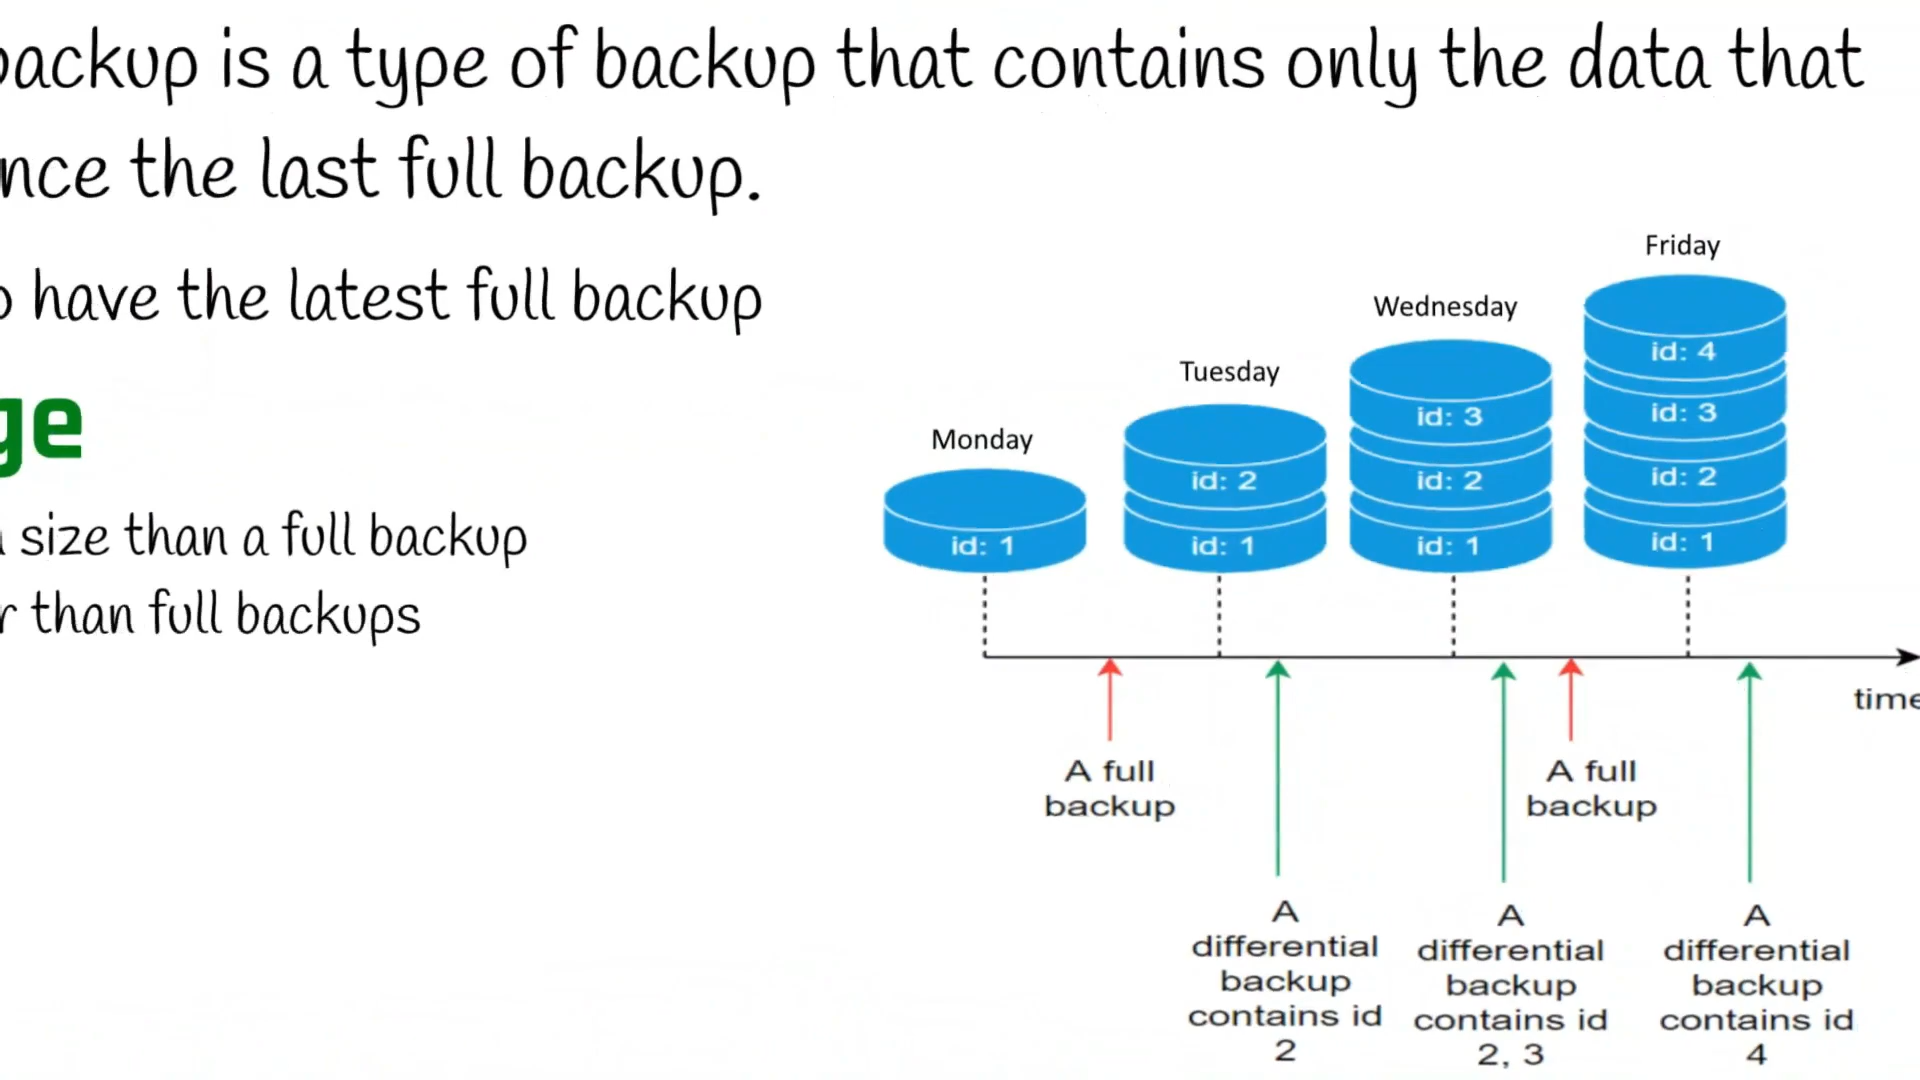 backup is a type of backup that contains only the data that
nce the last full backup.
have the latest full backup
ge
size than a full backup
r than full backups
Monday
Tuesday
Wednesday
Friday
id: 1
id: 2
id: 1
id: 3
id: 2
id: 1
id: 4
id: 3
id: 2
id: 1
time
A full
backup
A full
backup
A
differential
backup
contains id
2
A
differential
backup
contains id
2, 3
A
differential
backup
contains id
4